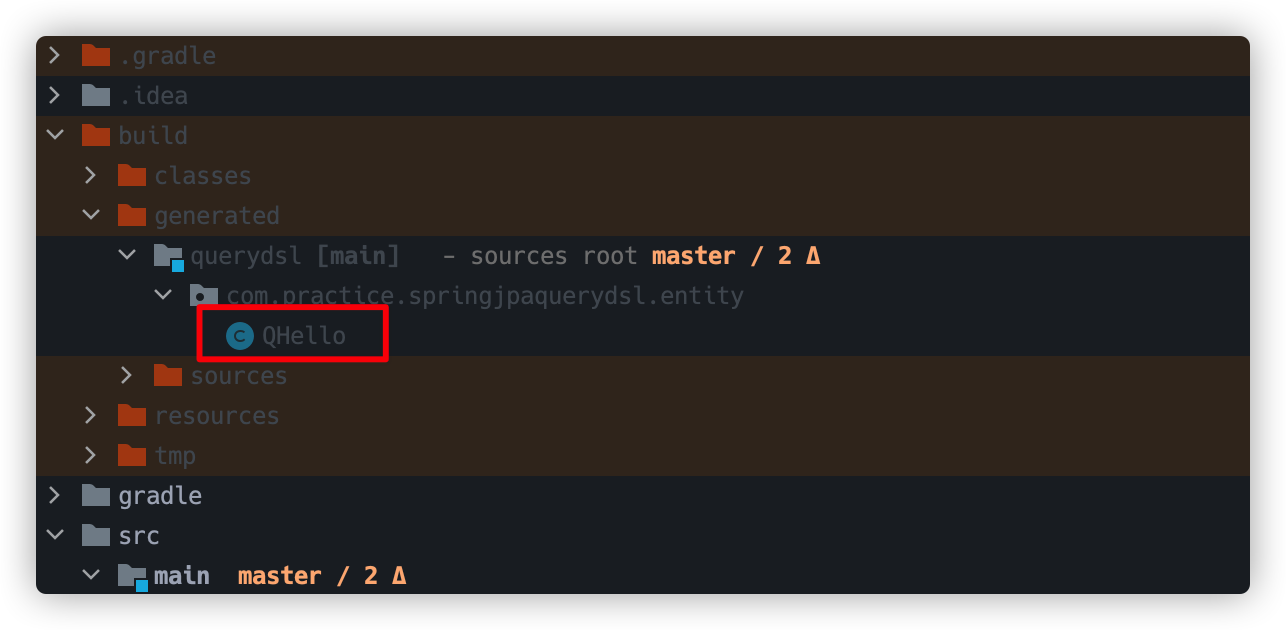 .gradle
.idea
build
classes
generated
querydsl [main] – sources root master / 2 Δ
com.practice.springjpaquerydsl.entity
C QHello
sources
resources
tmp
gradle
src
main master / 2 Δ